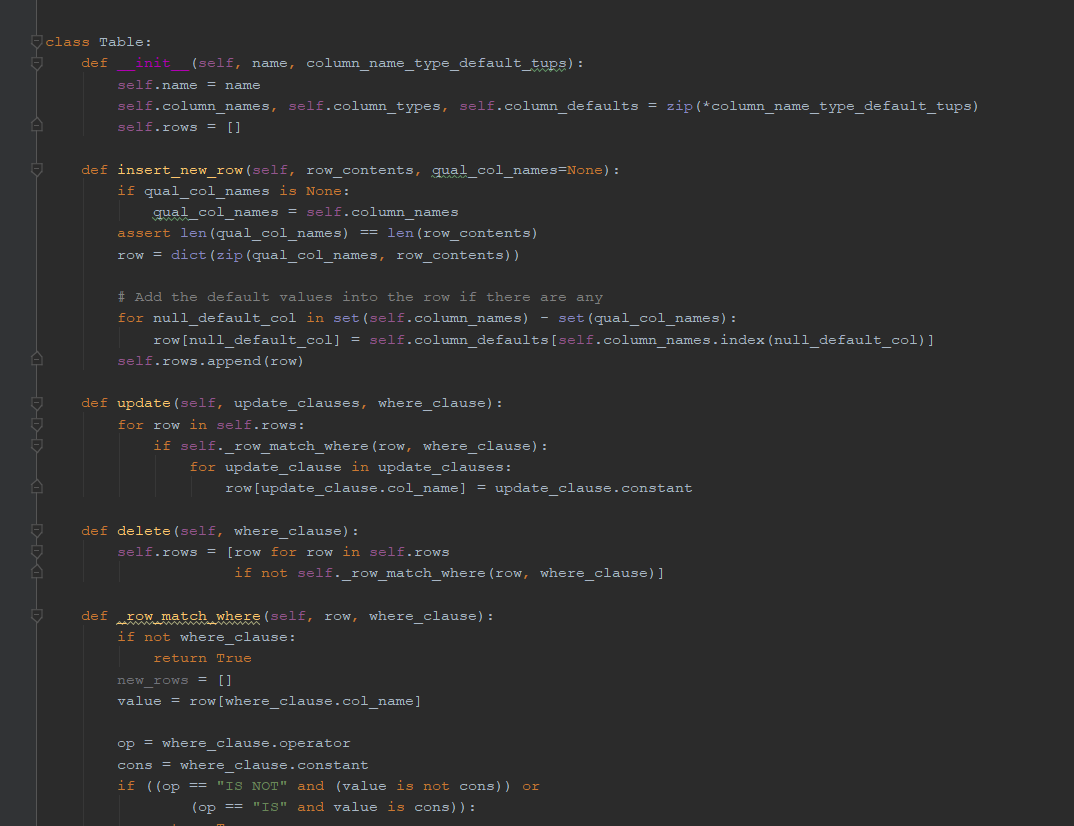 class Table:
    def __init__(self, name, column_name_type_default_tups):
        self.name = name
        self.column_names, self.column_types, self.column_defaults = zip(*column_name_type_default_tups)
        self.rows = []

    def insert_new_row(self, row_contents, qual_col_names=None):
        if qual_col_names is None:
            qual_col_names = self.column_names
        assert len(qual_col_names) == len(row_contents)
        row = dict(zip(qual_col_names, row_contents))

        # Add the default values into the row if there are any
        for null_default_col in set(self.column_names) - set(qual_col_names):
            row[null_default_col] = self.column_defaults[self.column_names.index(null_default_col)]
        self.rows.append(row)

    def update(self, update_clauses, where_clause):
        for row in self.rows:
            if self._row_match_where(row, where_clause):
                for update_clause in update_clauses:
                    row[update_clause.col_name] = update_clause.constant

    def delete(self, where_clause):
        self.rows = [row for row in self.rows
                     if not self._row_match_where(row, where_clause)]

    def _row_match_where(self, row, where_clause):
        if not where_clause:
            return True
        new_rows = []
        value = row[where_clause.col_name]

        op = where_clause.operator
        cons = where_clause.constant
        if ((op == "IS NOT" and (value is not cons)) or
                (op == "IS" and value is cons)):